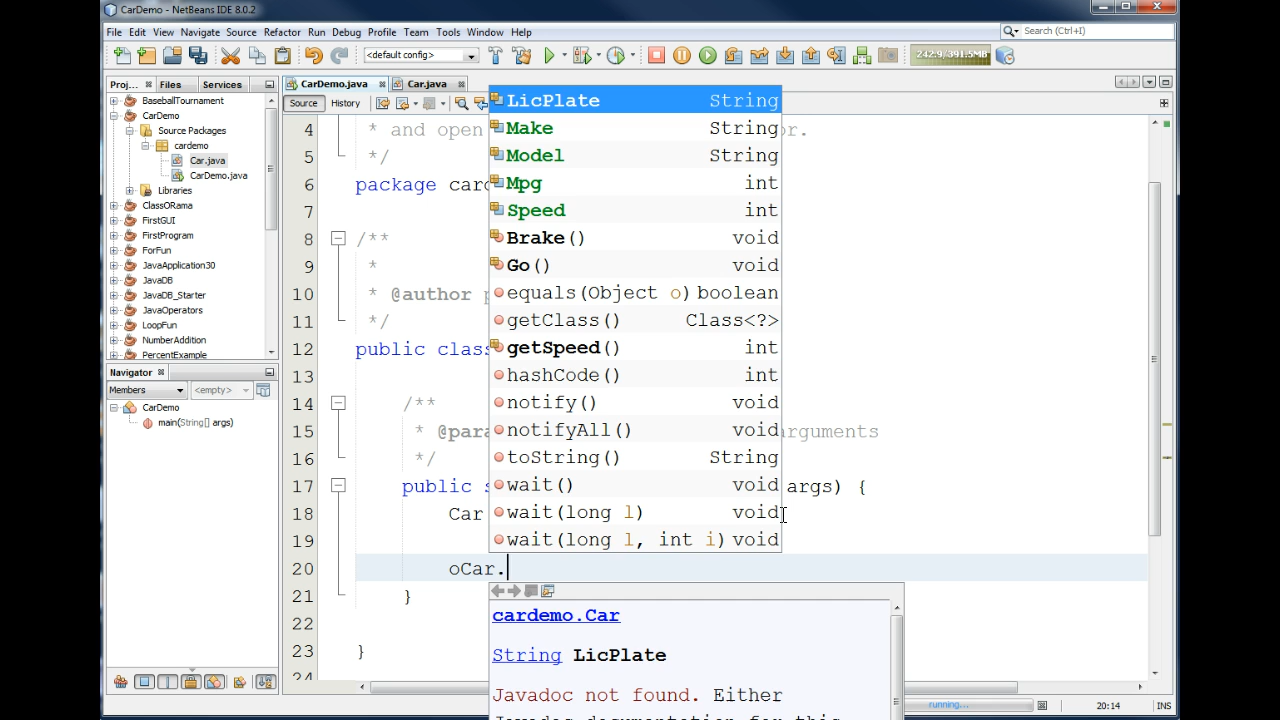 CarDemo - NetBeans IDE 8.0.2
File Edit View Navigate Source Refactor Run Debug Profile Team Tools Window Help
Search (Ctrl+I)
<default config>
242.9/391.5MB
Proj... Files Services
BaseballTournament
CarDemo
Source Packages
cardemo
Car.java
CarDemo.java
Libraries
ClassORama
FirstGUI
FirstProgram
ForFun
JavaApplication30
JavaDB
JavaDB_Starter
JavaOperators
LoopFun
NumberAddition
PercentExample
Navigator
Members <empty>
CarDemo
main(String[] args)
CarDemo.java Car.java
Source History
4 * and open
5 */
6 package
7
8 /**
9 *
10 * @author
11 */
12 public class
13
14 /**
15 * arguments
16 */
17 public args) {
18 Car
19
20 oCar.
21 }
22
23 }
24
LicPlate String
Make String
Model String
Mpg int
Speed int
Brake() void
Go() void
equals(Object o) boolean
getClass() Class<?>
getSpeed() int
hashCode() int
notify() void
notifyAll() void
toString() String
wait() void
wait(long l) void
wait(long l, int i) void
cardemo.Car
String LicPlate
Javadoc not found. Either
running...
20:14 INS